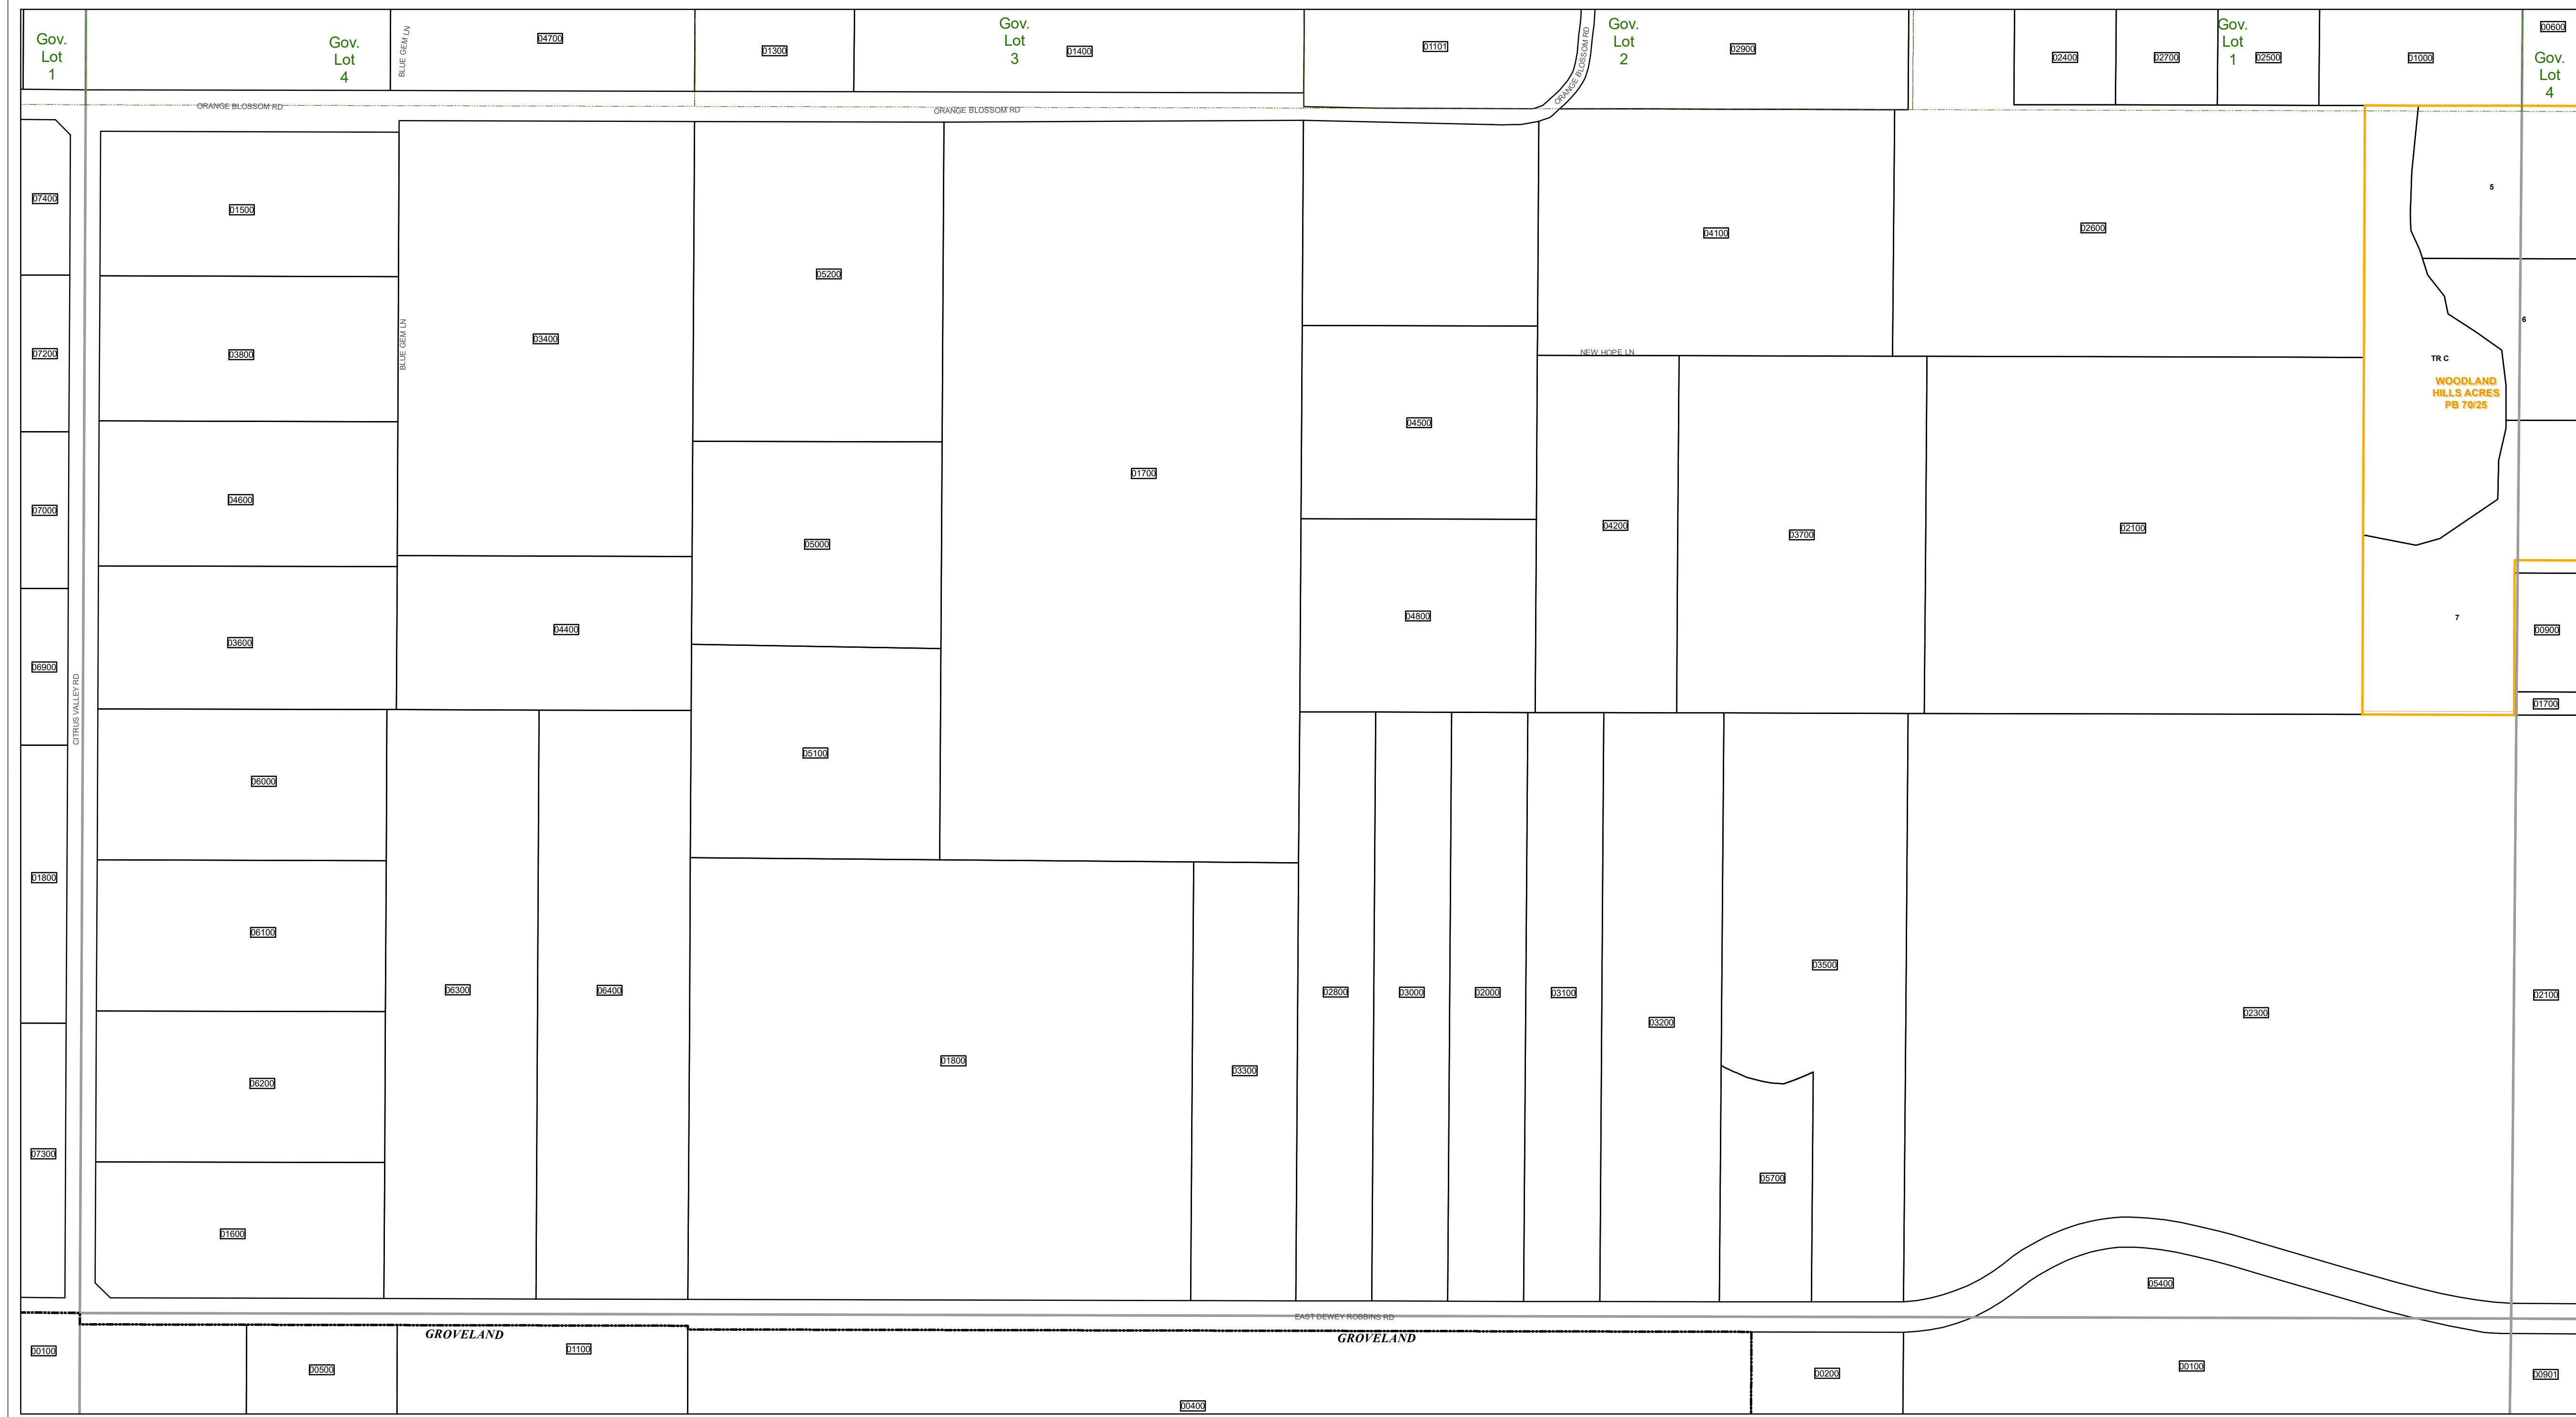 Gov.
Lot
1
Gov.
Lot
4
BLUE GEM LN
04700
01300
Gov.
Lot
3
01400
01101
ORANGE BLOSSOM RD
Gov.
Lot
2
02900
02400
02700
Gov.
Lot
1
02500
01000
00600
Gov.
Lot
4
ORANGE BLOSSOM RD
ORANGE BLOSSOM RD
07400
01500
05200
04100
02600
5
07200
03800
BLUE GEM LN
03400
NEW HOPE LN
6
TR C
WOODLAND
HILLS ACRES
PB 70/25
04500
01700
07000
04600
05000
04200
03700
02100
04800
7
00900
06900
03600
04400
CITRUS VALLEY RD
01700
05100
06000
01800
06100
06300
06400
02800
03000
02000
03100
03200
03500
02300
02100
01800
03300
06200
07300
05700
01600
05400
EAST DEWEY ROBBINS RD
GROVELAND
GROVELAND
00100
00500
01100
00400
00200
00100
00901